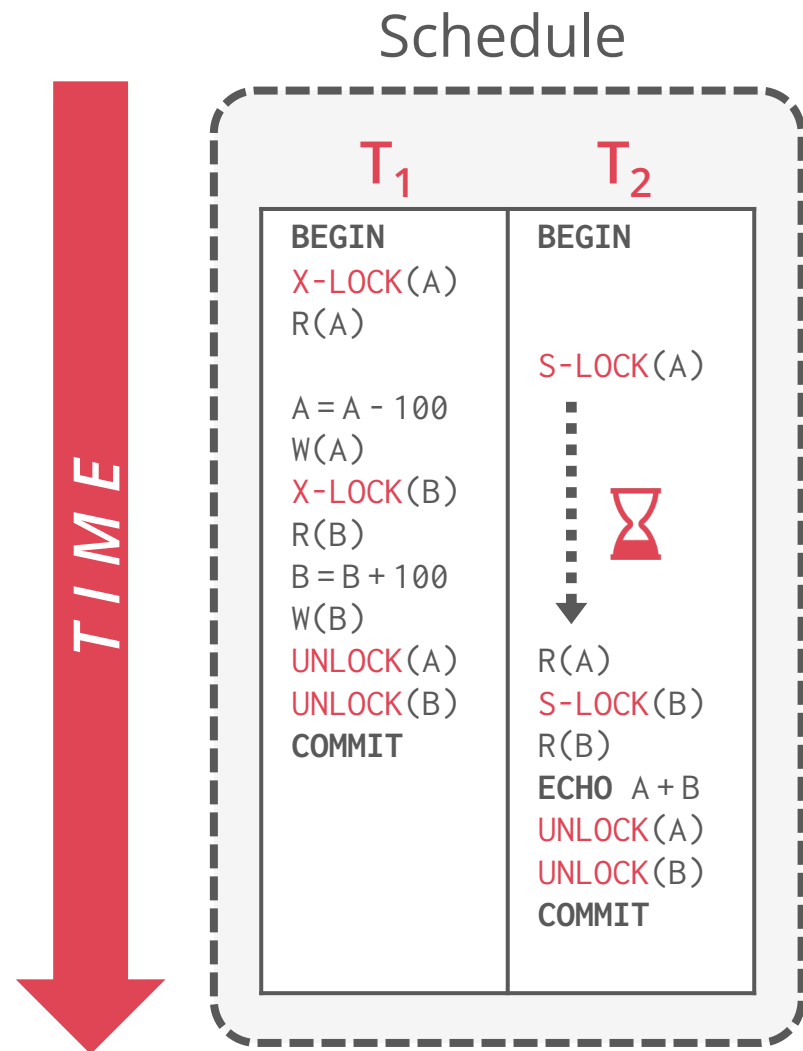 Schedule
TIME
T₁ T₂
BEGIN BEGIN
X-LOCK(A)
R(A)
S-LOCK(A)
A=A-100
W(A)
X-LOCK(B)
R(B)
B=B+100
W(B)
UNLOCK(A) R(A)
UNLOCK(B) S-LOCK(B)
COMMIT R(B)
ECHO A+B
UNLOCK(A)
UNLOCK(B)
COMMIT